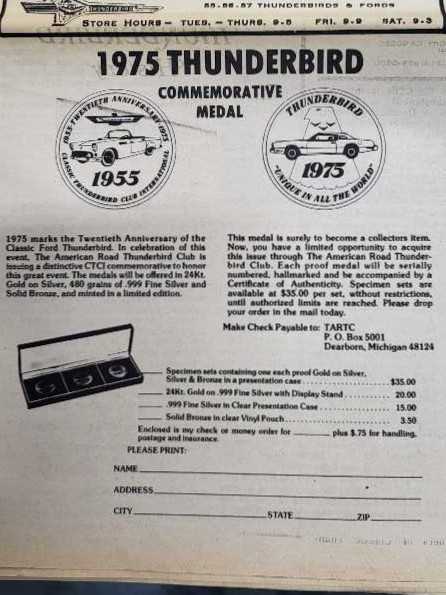 THUNDERBIRD
55-56-57 THUNDERBIRDS & FORDS
STORE HOURS – TUES. – THURS. 9-5 FRI. 9-9 SAT. 9-3
1975 THUNDERBIRD
COMMEMORATIVE
MEDAL
1955-TWENTIETH ANNIVERSARY-1975
1955
CLASSIC THUNDERBIRD CLUB INTERNATIONAL
THUNDERBIRD
1975
"UNIQUE IN ALL THE WORLD"
1975 marks the Twentieth Anniversary of the
Classic Ford Thunderbird. In celebration of this
event, The American Road Thunderbird Club is
issuing a distinctive CTCI commemorative to honor
this great event. The medals will be offered in 24Kt.
Gold on Silver, 480 grains of .999 Fine Silver and
Solid Bronze, and minted in a limited edition.
This medal is surely to become a collectors item.
Now, you have a limited opportunity to acquire
this issue through The American Road Thunder-
bird Club. Each proof medal will be serially
numbered, hallmarked and be accompanied by a
Certificate of Authenticity. Specimen sets are
available at $35.00 per set, without restrictions,
until authorized limits are reached. Please drop
your order in the mail today.
Make Check Payable to: TARTC
P. O. Box 5001
Dearborn, Michigan 48124
Specimen sets containing one each proof Gold on Silver,
Silver & Bronze in a presentation case ............ $35.00
24Kt. Gold on .999 Fine Silver with Display Stand ........ 20.00
.999 Fine Silver in Clear Presentation Case ............ 15.00
Solid Bronze in clear Vinyl Pouch ............ 3.50
Enclosed is my check or money order for ______ plus $.75 for handling,
postage and insurance.
PLEASE PRINT:
NAME
ADDRESS
CITY STATE ZIP